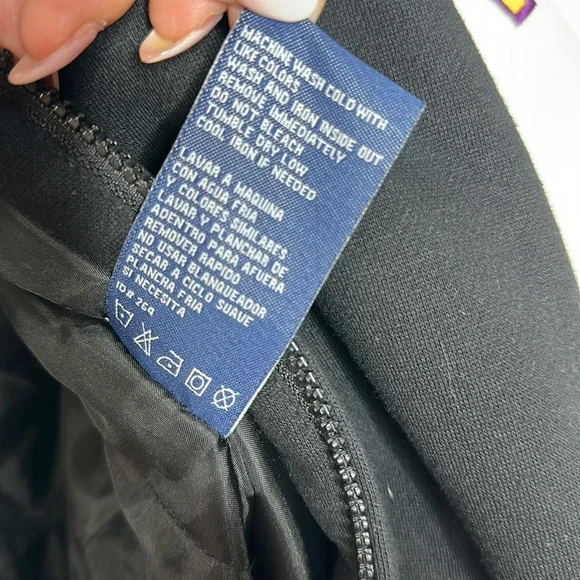 MACHINE WASH COLD WITH
LIKE COLORS
WASH AND IRON INSIDE OUT
REMOVE IMMEDIATELY
DO NOT BLEACH
TUMBLE DRY LOW
COOL IRON IF NEEDED
LAVAR A MAQUINA
CON AGUA FRIA
Y COLORES SIMILARES
LAVAR Y PLANCHAR DE
ADENTRO PARA AFUERA
REMOVER RAPIDO
NO USAR BLANQUEADOR
SECAR A CICLO SUAVE
PLANCHA FRIA
SI NECESITA
ID# 269